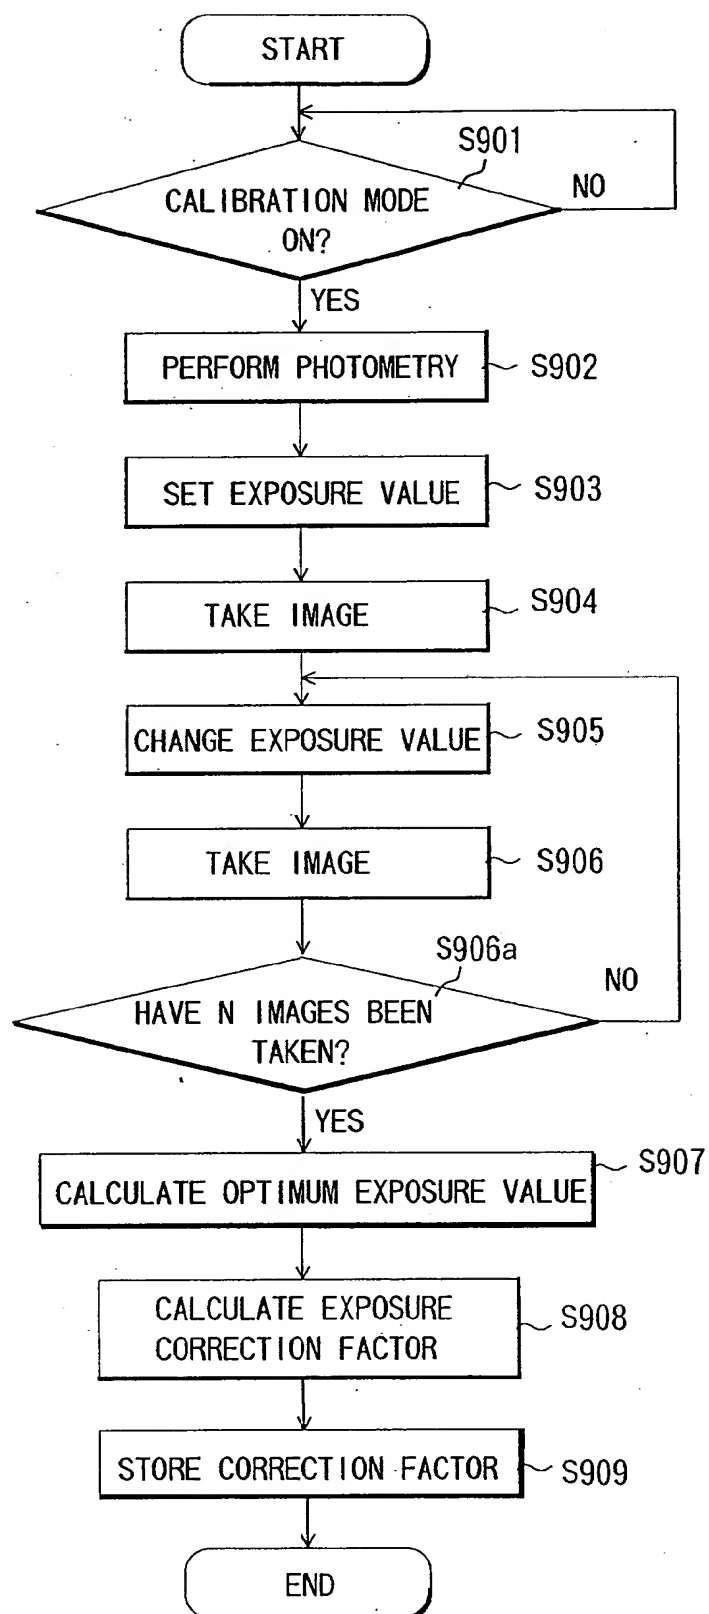 START
S901
CALIBRATION MODE
ON?
NO
YES
PERFORM PHOTOMETRY
S902
SET EXPOSURE VALUE
S903
TAKE IMAGE
S904
CHANGE EXPOSURE VALUE
S905
TAKE IMAGE
S906
S906a
HAVE N IMAGES BEEN
TAKEN?
NO
YES
CALCULATE OPTIMUM EXPOSURE VALUE
S907
CALCULATE EXPOSURE
CORRECTION FACTOR
S908
STORE CORRECTION FACTOR
S909
END